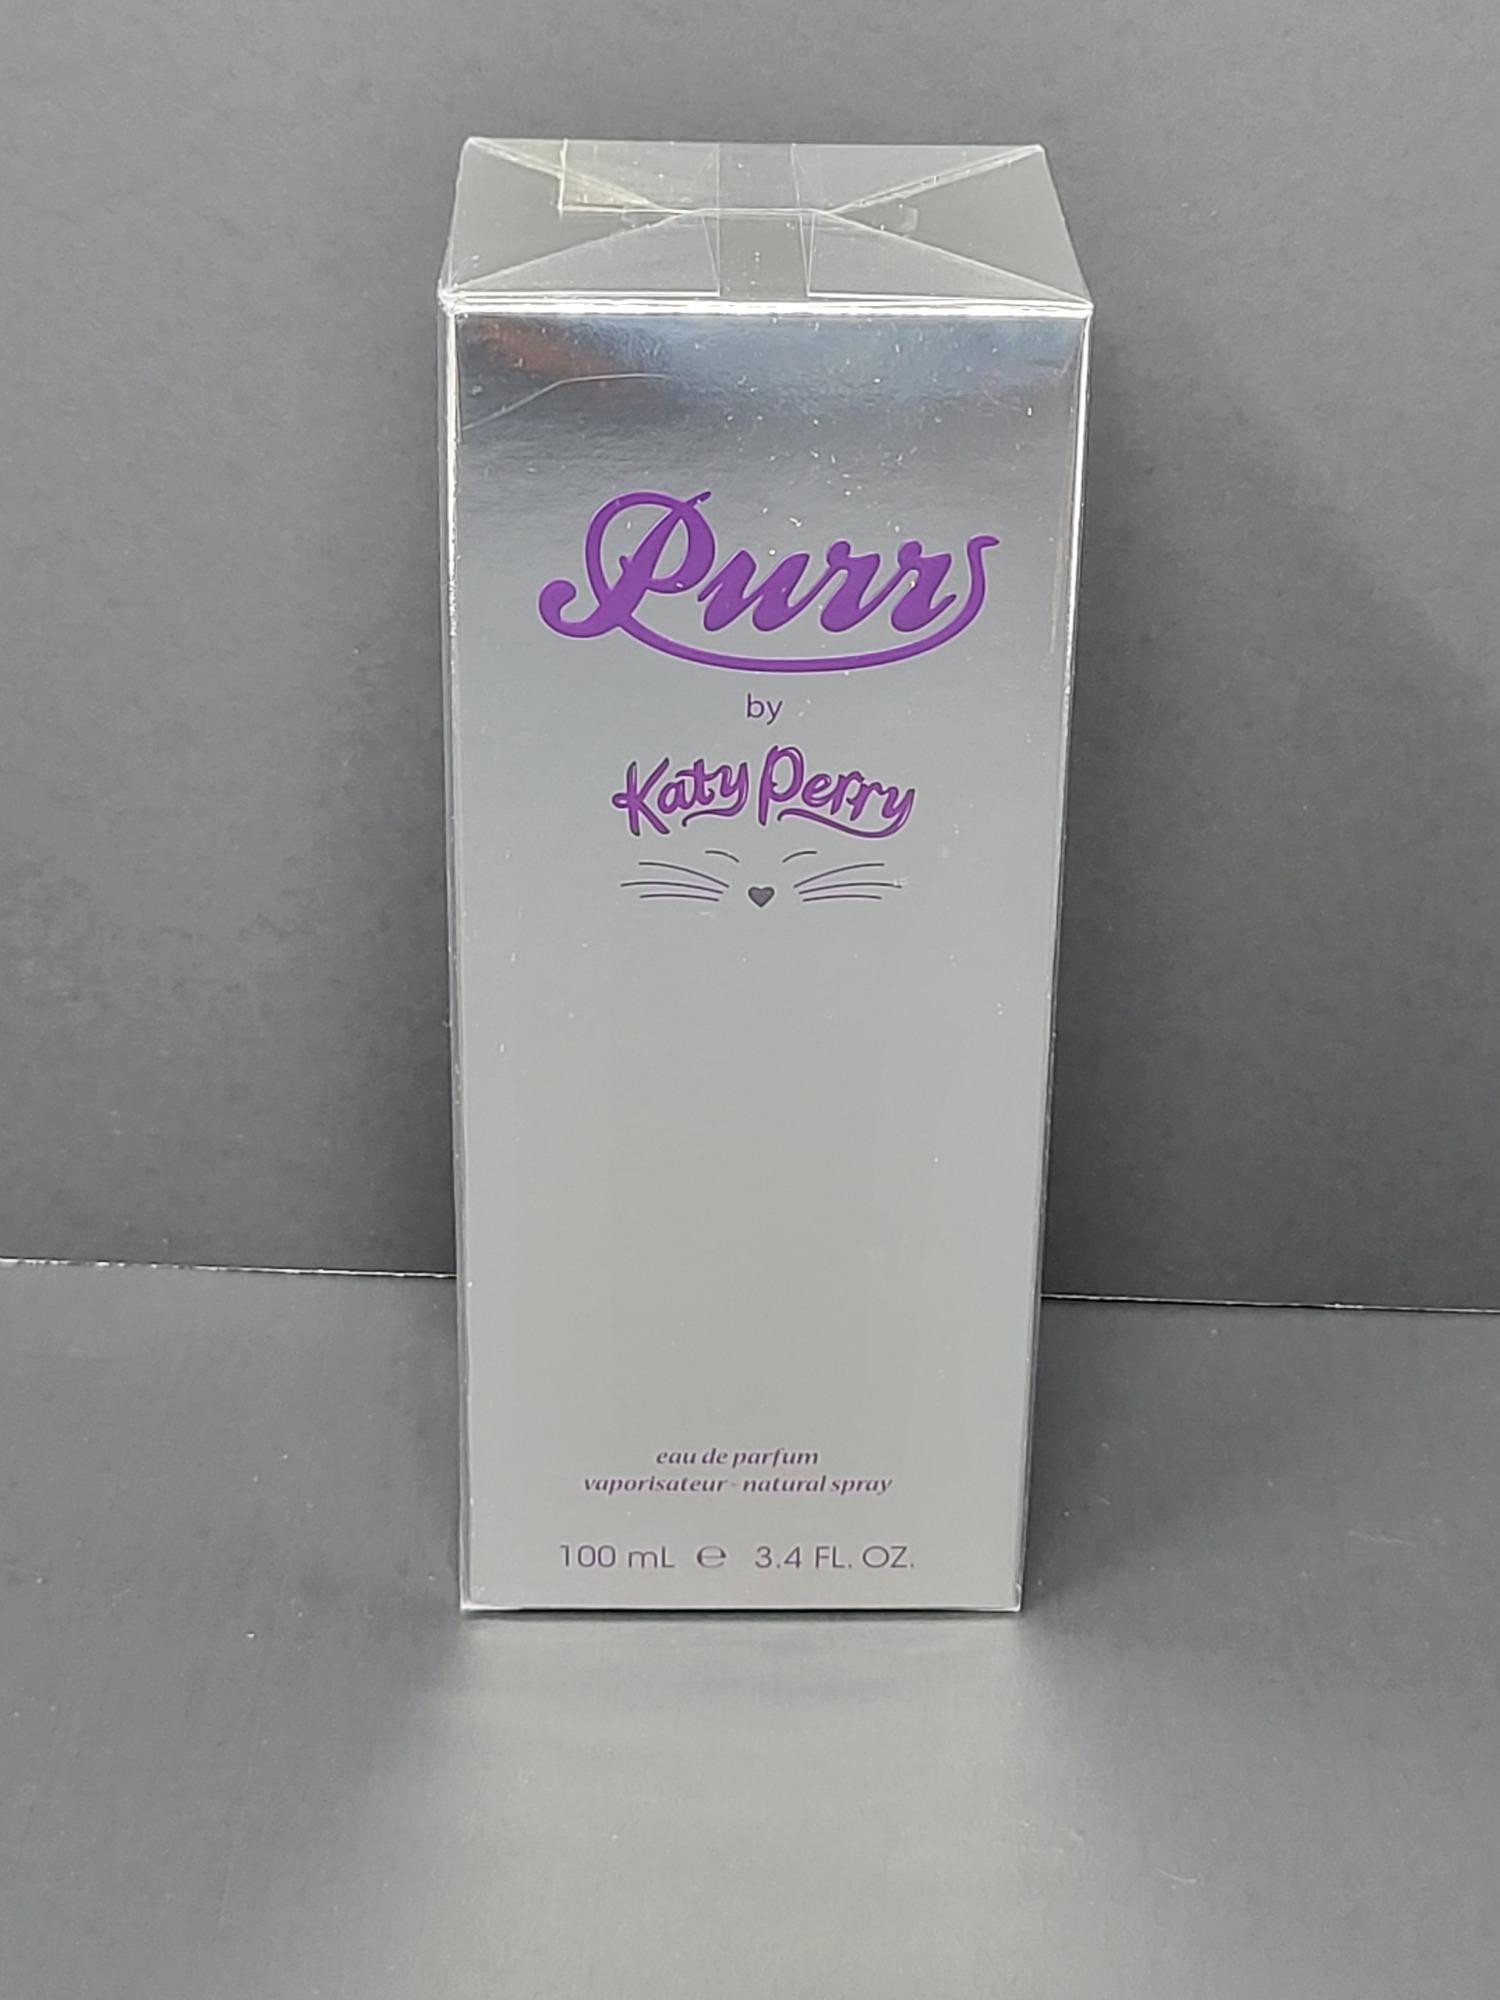 Purr
by
Katy Perry
eau de parfum
vaporisateur - natural spray
100 mL ℮ 3.4 FL. OZ.